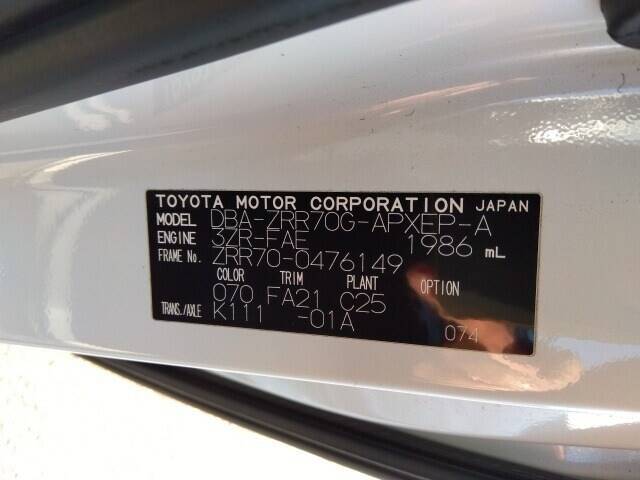 TOYOTA MOTOR CORPORATION JAPAN
MODEL DBA-ZRR70G-APXEP-A
ENGINE 3ZR-FAE 1986 mL
FRAME No. ZRR70-0476149
COLOR TRIM PLANT OPTION
070 FA21 C25
TRANS./AXLE K111 -01A 074